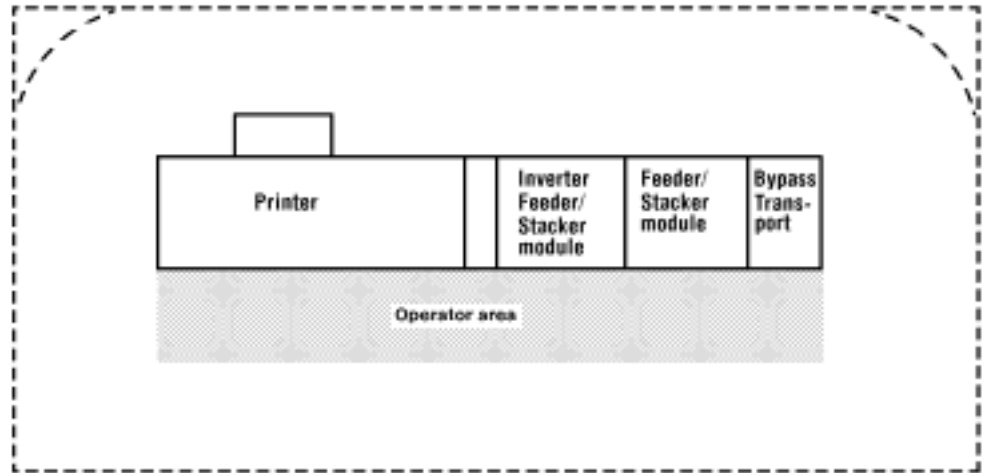 Printer
Inverter
Feeder/
Stacker
module
Feeder/
Stacker
module
Bypass
Trans-
port
Operator area